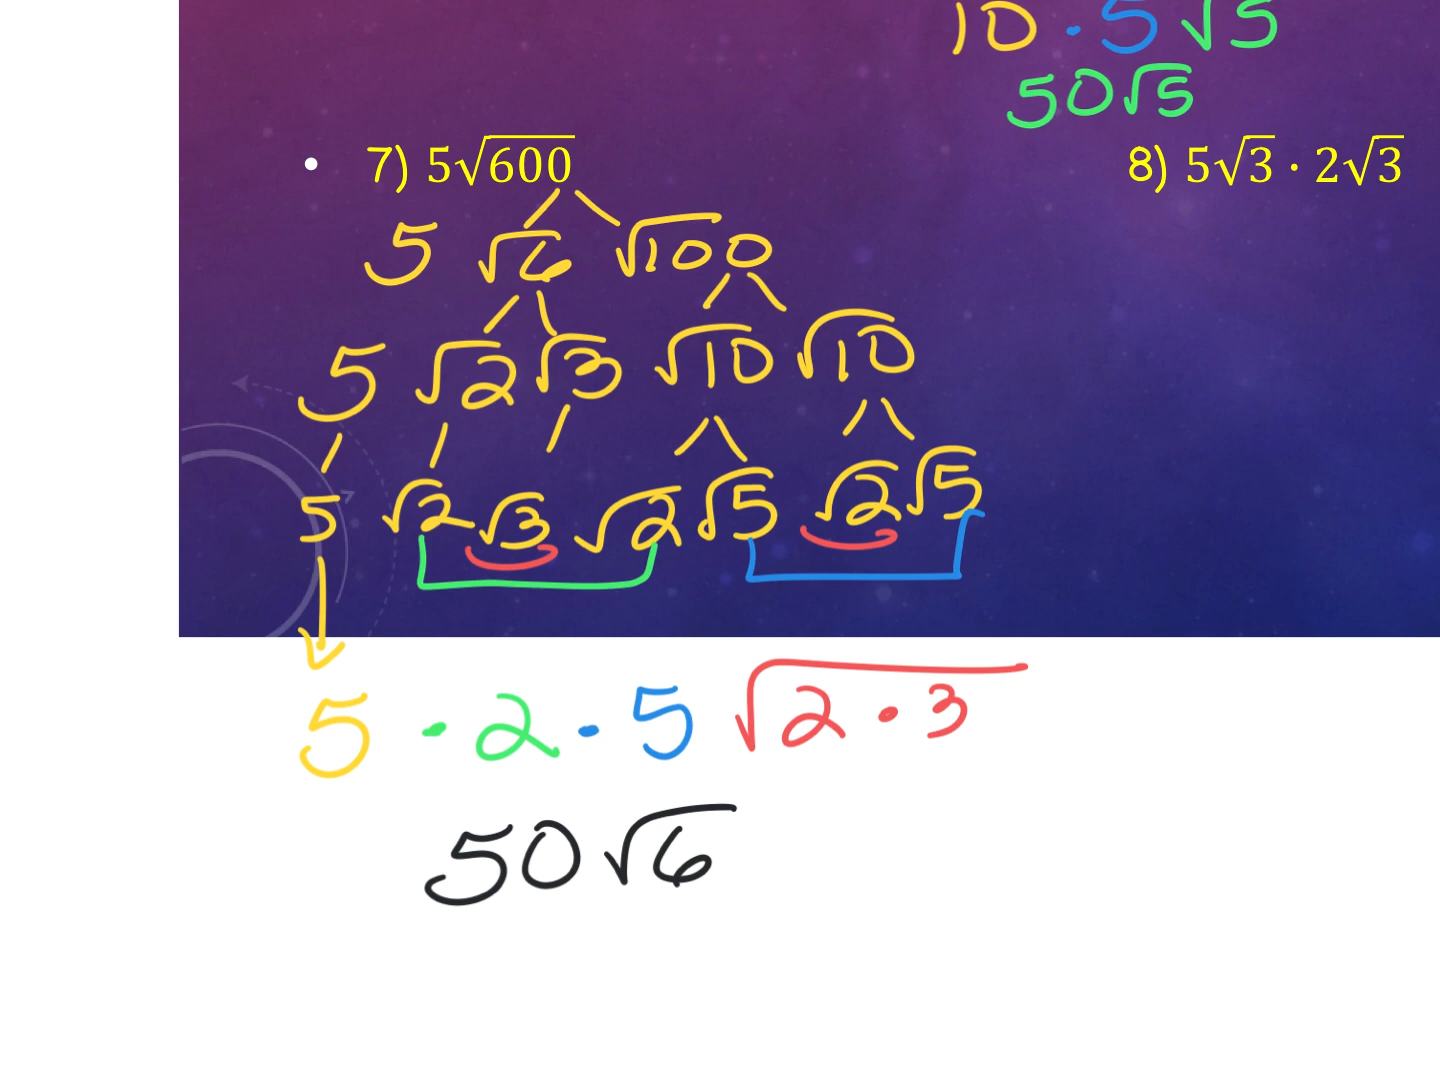 10 · 5 √5
50√5
• 7) 5√600
8) 5√3 · 2√3
5 √6 √100
5 √2 √3 √10 √10
5 √2 √3 √2 √5 √2 √5
5 · 2 · 5 √2 · 3
50√6